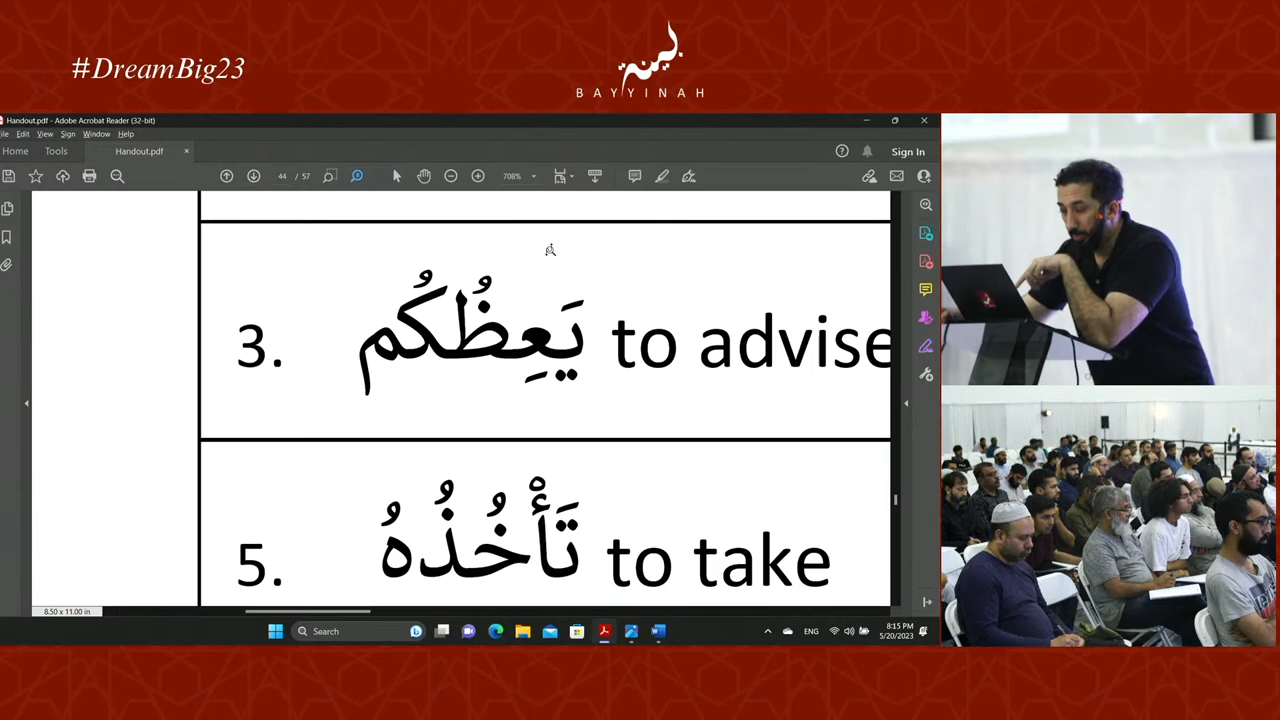 #DreamBig23
بينة
BAYYINAH
Handout.pdf - Adobe Acrobat Reader (32-bit)
ile Edit View Sign Window Help
Home Tools Handout.pdf × Sign In
44 / 57 708%
3. يَعِظُكُم to advise
5. تَأْخُذُهُ to take
8.50 x 11.00 in
Search ENG 8:15 PM
5/20/2023